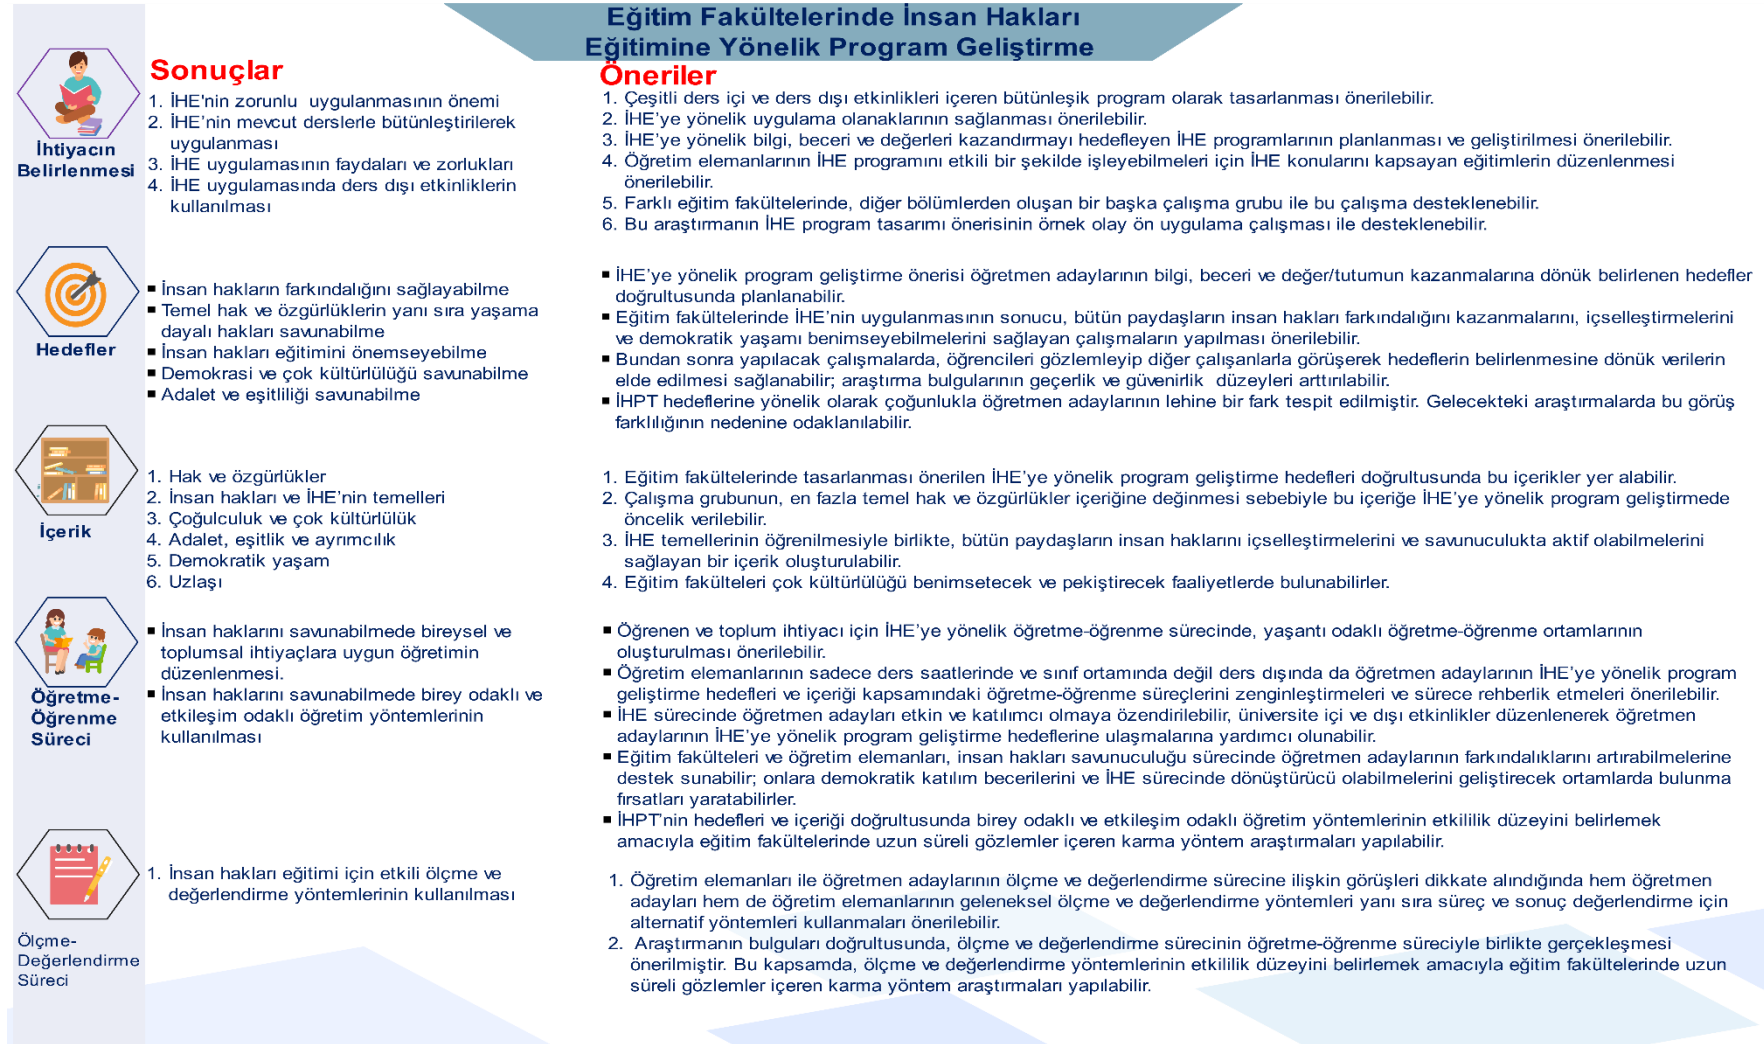 Eğitim Fakültelerinde İnsan Hakları
Eğitimine Yönelik Program Geliştirme
Sonuçlar
Öneriler
İhtiyacın
Belirlenmesi
1. İHE'nin zorunlu uygulanmasının önemi
2. İHE'nin mevcut derslerle bütünleştirilerek
uygulanması
3. İHE uygulamasının faydaları ve zorlukları
4. İHE uygulamasında ders dışı etkinliklerin
kullanılması
1. Çeşitli ders içi ve ders dışı etkinlikleri içeren bütünleşik program olarak tasarlanması önerilebilir.
2. İHE'ye yönelik uygulama olanaklarının sağlanması önerilebilir.
3. İHE'ye yönelik bilgi, beceri ve değerleri kazandırmayı hedefleyen İHE programlarının planlanması ve geliştirilmesi önerilebilir.
4. Öğretim elemanlarının İHE programını etkili bir şekilde işleyebilmeleri için İHE konularını kapsayan eğitimlerin düzenlenmesi
önerilebilir.
5. Farklı eğitim fakültelerinde, diğer bölümlerden oluşan bir başka çalışma grubu ile bu çalışma desteklenebilir.
6. Bu araştırmanın İHE program tasarımı önerisinin örnek olay ön uygulama çalışması ile desteklenebilir.
Hedefler
▪ İnsan hakların farkındalığını sağlayabilme
▪ Temel hak ve özgürlüklerin yanı sıra yaşama
dayalı hakları savunabilme
▪ İnsan hakları eğitimini önemseyebilme
▪ Demokrasi ve çok kültürlülüğü savunabilme
▪ Adalet ve eşitliliği savunabilme
▪ İHE'ye yönelik program geliştirme önerisi öğretmen adaylarının bilgi, beceri ve değer/tutumun kazanmalarına dönük belirlenen hedefler
doğrultusunda planlanabilir.
▪ Eğitim fakültelerinde İHE'nin uygulanmasının sonucu, bütün paydaşların insan hakları farkındalığını kazanmalarını, içselleştirmelerini
ve demokratik yaşamı benimseyebilmelerini sağlayan çalışmaların yapılması önerilebilir.
▪ Bundan sonra yapılacak çalışmalarda, öğrencileri gözlemleyip diğer çalışanlarla görüşerek hedeflerin belirlenmesine dönük verilerin
elde edilmesi sağlanabilir; araştırma bulgularının geçerlik ve güvenirlik düzeyleri arttırılabilir.
▪ İHPT hedeflerine yönelik olarak çoğunlukla öğretmen adaylarının lehine bir fark tespit edilmiştir. Gelecekteki araştırmalarda bu görüş
farklılığının nedenine odaklanılabilir.
İçerik
1. Hak ve özgürlükler
2. İnsan hakları ve İHE'nin temelleri
3. Çoğulculuk ve çok kültürlülük
4. Adalet, eşitlik ve ayrımcılık
5. Demokratik yaşam
6. Uzlaşı
1. Eğitim fakültelerinde tasarlanması önerilen İHE'ye yönelik program geliştirme hedefleri doğrultusunda bu içerikler yer alabilir.
2. Çalışma grubunun, en fazla temel hak ve özgürlükler içeriğine değinmesi sebebiyle bu içeriğe İHE'ye yönelik program geliştirmede
öncelik verilebilir.
3. İHE temellerinin öğrenilmesiyle birlikte, bütün paydaşların insan haklarını içselleştirmelerini ve savunuculukta aktif olabilmelerini
sağlayan bir içerik oluşturulabilir.
4. Eğitim fakülteleri çok kültürlülüğü benimsetecek ve pekiştirecek faaliyetlerde bulunabilirler.
Öğretme-
Öğrenme
Süreci
▪ İnsan haklarını savunabilmede bireysel ve
toplumsal ihtiyaçlara uygun öğretimin
düzenlenmesi.
▪ İnsan haklarını savunabilmede birey odaklı ve
etkileşim odaklı öğretim yöntemlerinin
kullanılması
▪ Öğrenen ve toplum ihtiyacı için İHE'ye yönelik öğretme-öğrenme sürecinde, yaşantı odaklı öğretme-öğrenme ortamlarının
oluşturulması önerilebilir.
▪ Öğretim elemanlarının sadece ders saatlerinde ve sınıf ortamında değil ders dışında da öğretmen adaylarının İHE'ye yönelik program
geliştirme hedefleri ve içeriği kapsamındaki öğretme-öğrenme süreçlerini zenginleştirmeleri ve sürece rehberlik etmeleri önerilebilir.
▪ İHE sürecinde öğretmen adayları etkin ve katılımcı olmaya özendirilebilir, üniversite içi ve dışı etkinlikler düzenlenerek öğretmen
adaylarının İHE'ye yönelik program geliştirme hedeflerine ulaşmalarına yardımcı olunabilir.
▪ Eğitim fakülteleri ve öğretim elemanları, insan hakları savunuculuğu sürecinde öğretmen adaylarının farkındalıklarını artırabilmelerine
destek sunabilir; onlara demokratik katılım becerilerini ve İHE sürecinde dönüştürücü olabilmelerini geliştirecek ortamlarda bulunma
fırsatları yaratabilirler.
▪ İHPT'nin hedefleri ve içeriği doğrultusunda birey odaklı ve etkileşim odaklı öğretim yöntemlerinin etkililik düzeyini belirlemek
amacıyla eğitim fakültelerinde uzun süreli gözlemler içeren karma yöntem araştırmaları yapılabilir.
Ölçme-
Değerlendirme
Süreci
1. İnsan hakları eğitimi için etkili ölçme ve
değerlendirme yöntemlerinin kullanılması
1. Öğretim elemanları ile öğretmen adaylarının ölçme ve değerlendirme sürecine ilişkin görüşleri dikkate alındığında hem öğretmen
adayları hem de öğretim elemanlarının geleneksel ölçme ve değerlendirme yöntemleri yanı sıra süreç ve sonuç değerlendirme için
alternatif yöntemleri kullanmaları önerilebilir.
2. Araştırmanın bulguları doğrultusunda, ölçme ve değerlendirme sürecinin öğretme-öğrenme süreciyle birlikte gerçekleşmesi
önerilmiştir. Bu kapsamda, ölçme ve değerlendirme yöntemlerinin etkililik düzeyini belirlemek amacıyla eğitim fakültelerinde uzun
süreli gözlemler içeren karma yöntem araştırmaları yapılabilir.